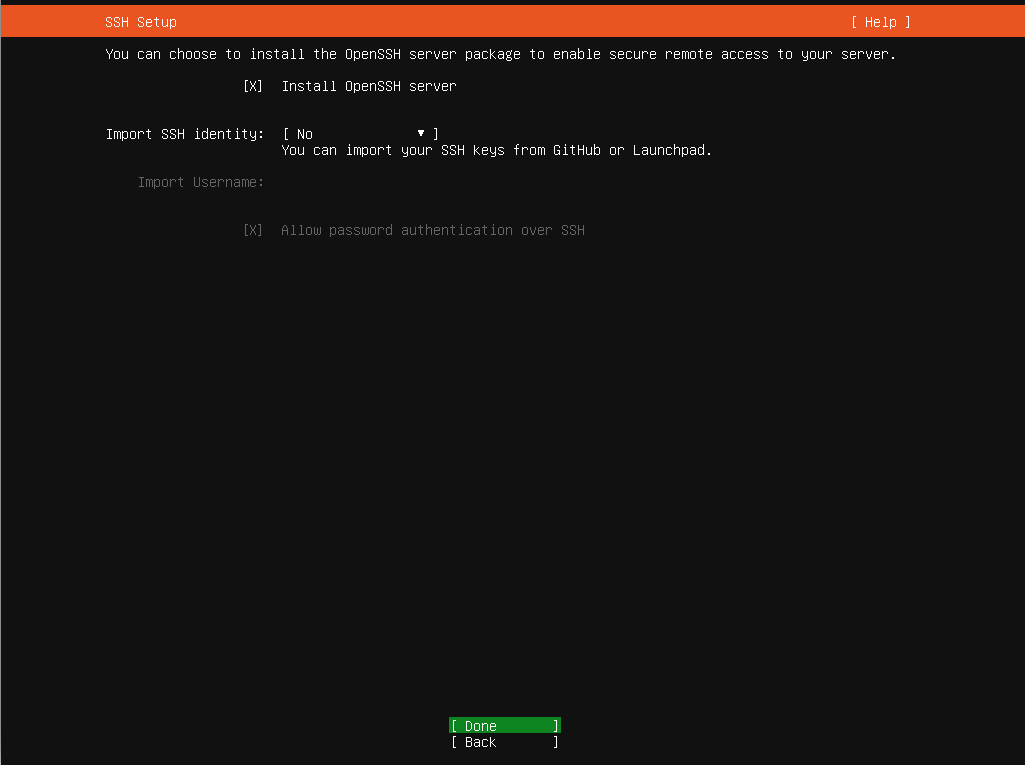 SSH Setup [ Help ]
You can choose to install the OpenSSH server package to enable secure remote access to your server.
[X] Install OpenSSH server
Import SSH identity: [ No ▼ ]
You can import your SSH keys from GitHub or Launchpad.
Import Username:
[X] Allow password authentication over SSH
[ Done ]
[ Back ]